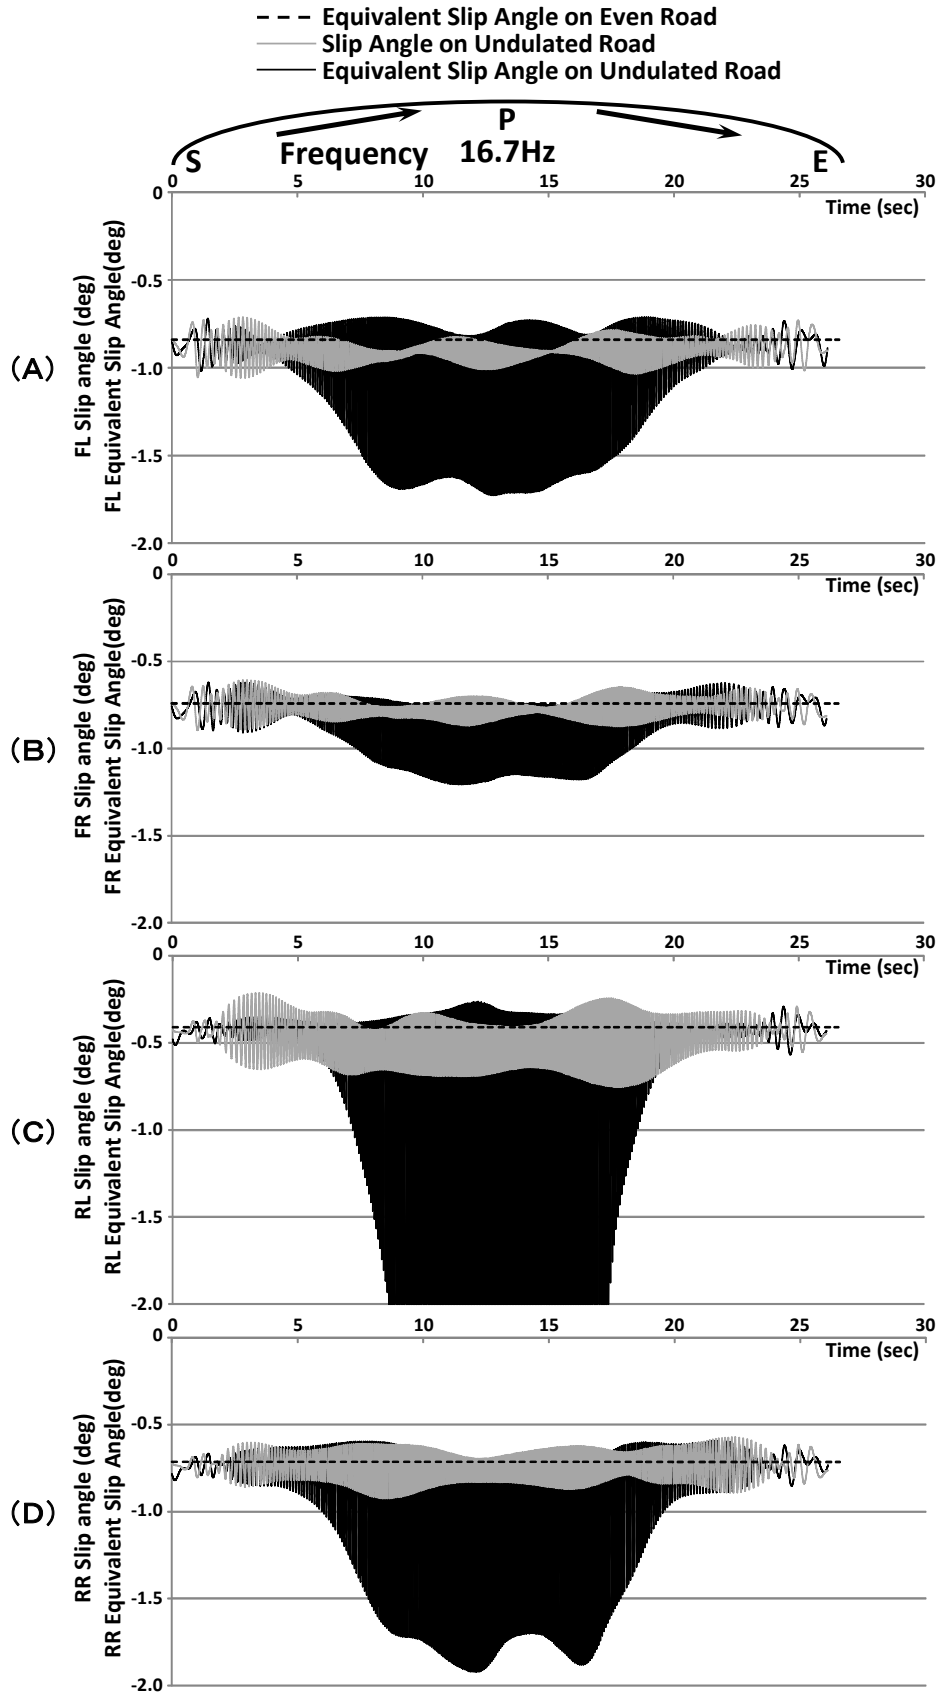 Equivalent Slip Angle on Even Road
Slip Angle on Undulated Road
Equivalent Slip Angle on Undulated Road
P
S Frequency 16.7Hz E
0 5 10 15 20 25 30
Time (sec)
(A)
FL Slip angle (deg)
FL Equivalent Slip Angle(deg)
0
-0.5
-1.0
-1.5
-2.0
0 5 10 15 20 25 30
Time (sec)
(B)
FR Slip angle (deg)
FR Equivalent Slip Angle(deg)
0
-0.5
-1.0
-1.5
-2.0
0 5 10 15 20 25 30
Time (sec)
(C)
RL Slip angle (deg)
RL Equivalent Slip Angle(deg)
0
-0.5
-1.0
-1.5
-2.0
0 5 10 15 20 25 30
Time (sec)
(D)
RR Slip angle (deg)
RR Equivalent Slip Angle(deg)
0
-0.5
-1.0
-1.5
-2.0